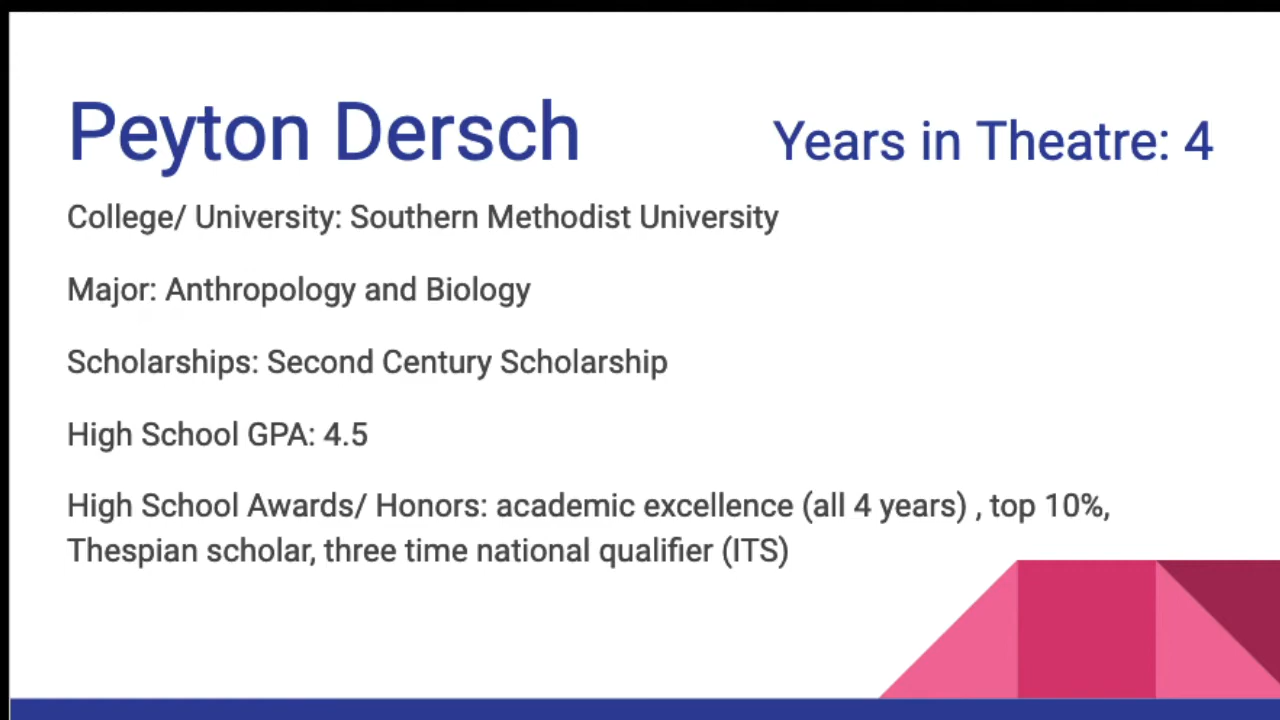 Peyton Dersch
Years in Theatre: 4
College/ University: Southern Methodist University
Major: Anthropology and Biology
Scholarships: Second Century Scholarship
High School GPA: 4.5
High School Awards/ Honors: academic excellence (all 4 years) , top 10%,
Thespian scholar, three time national qualifier (ITS)